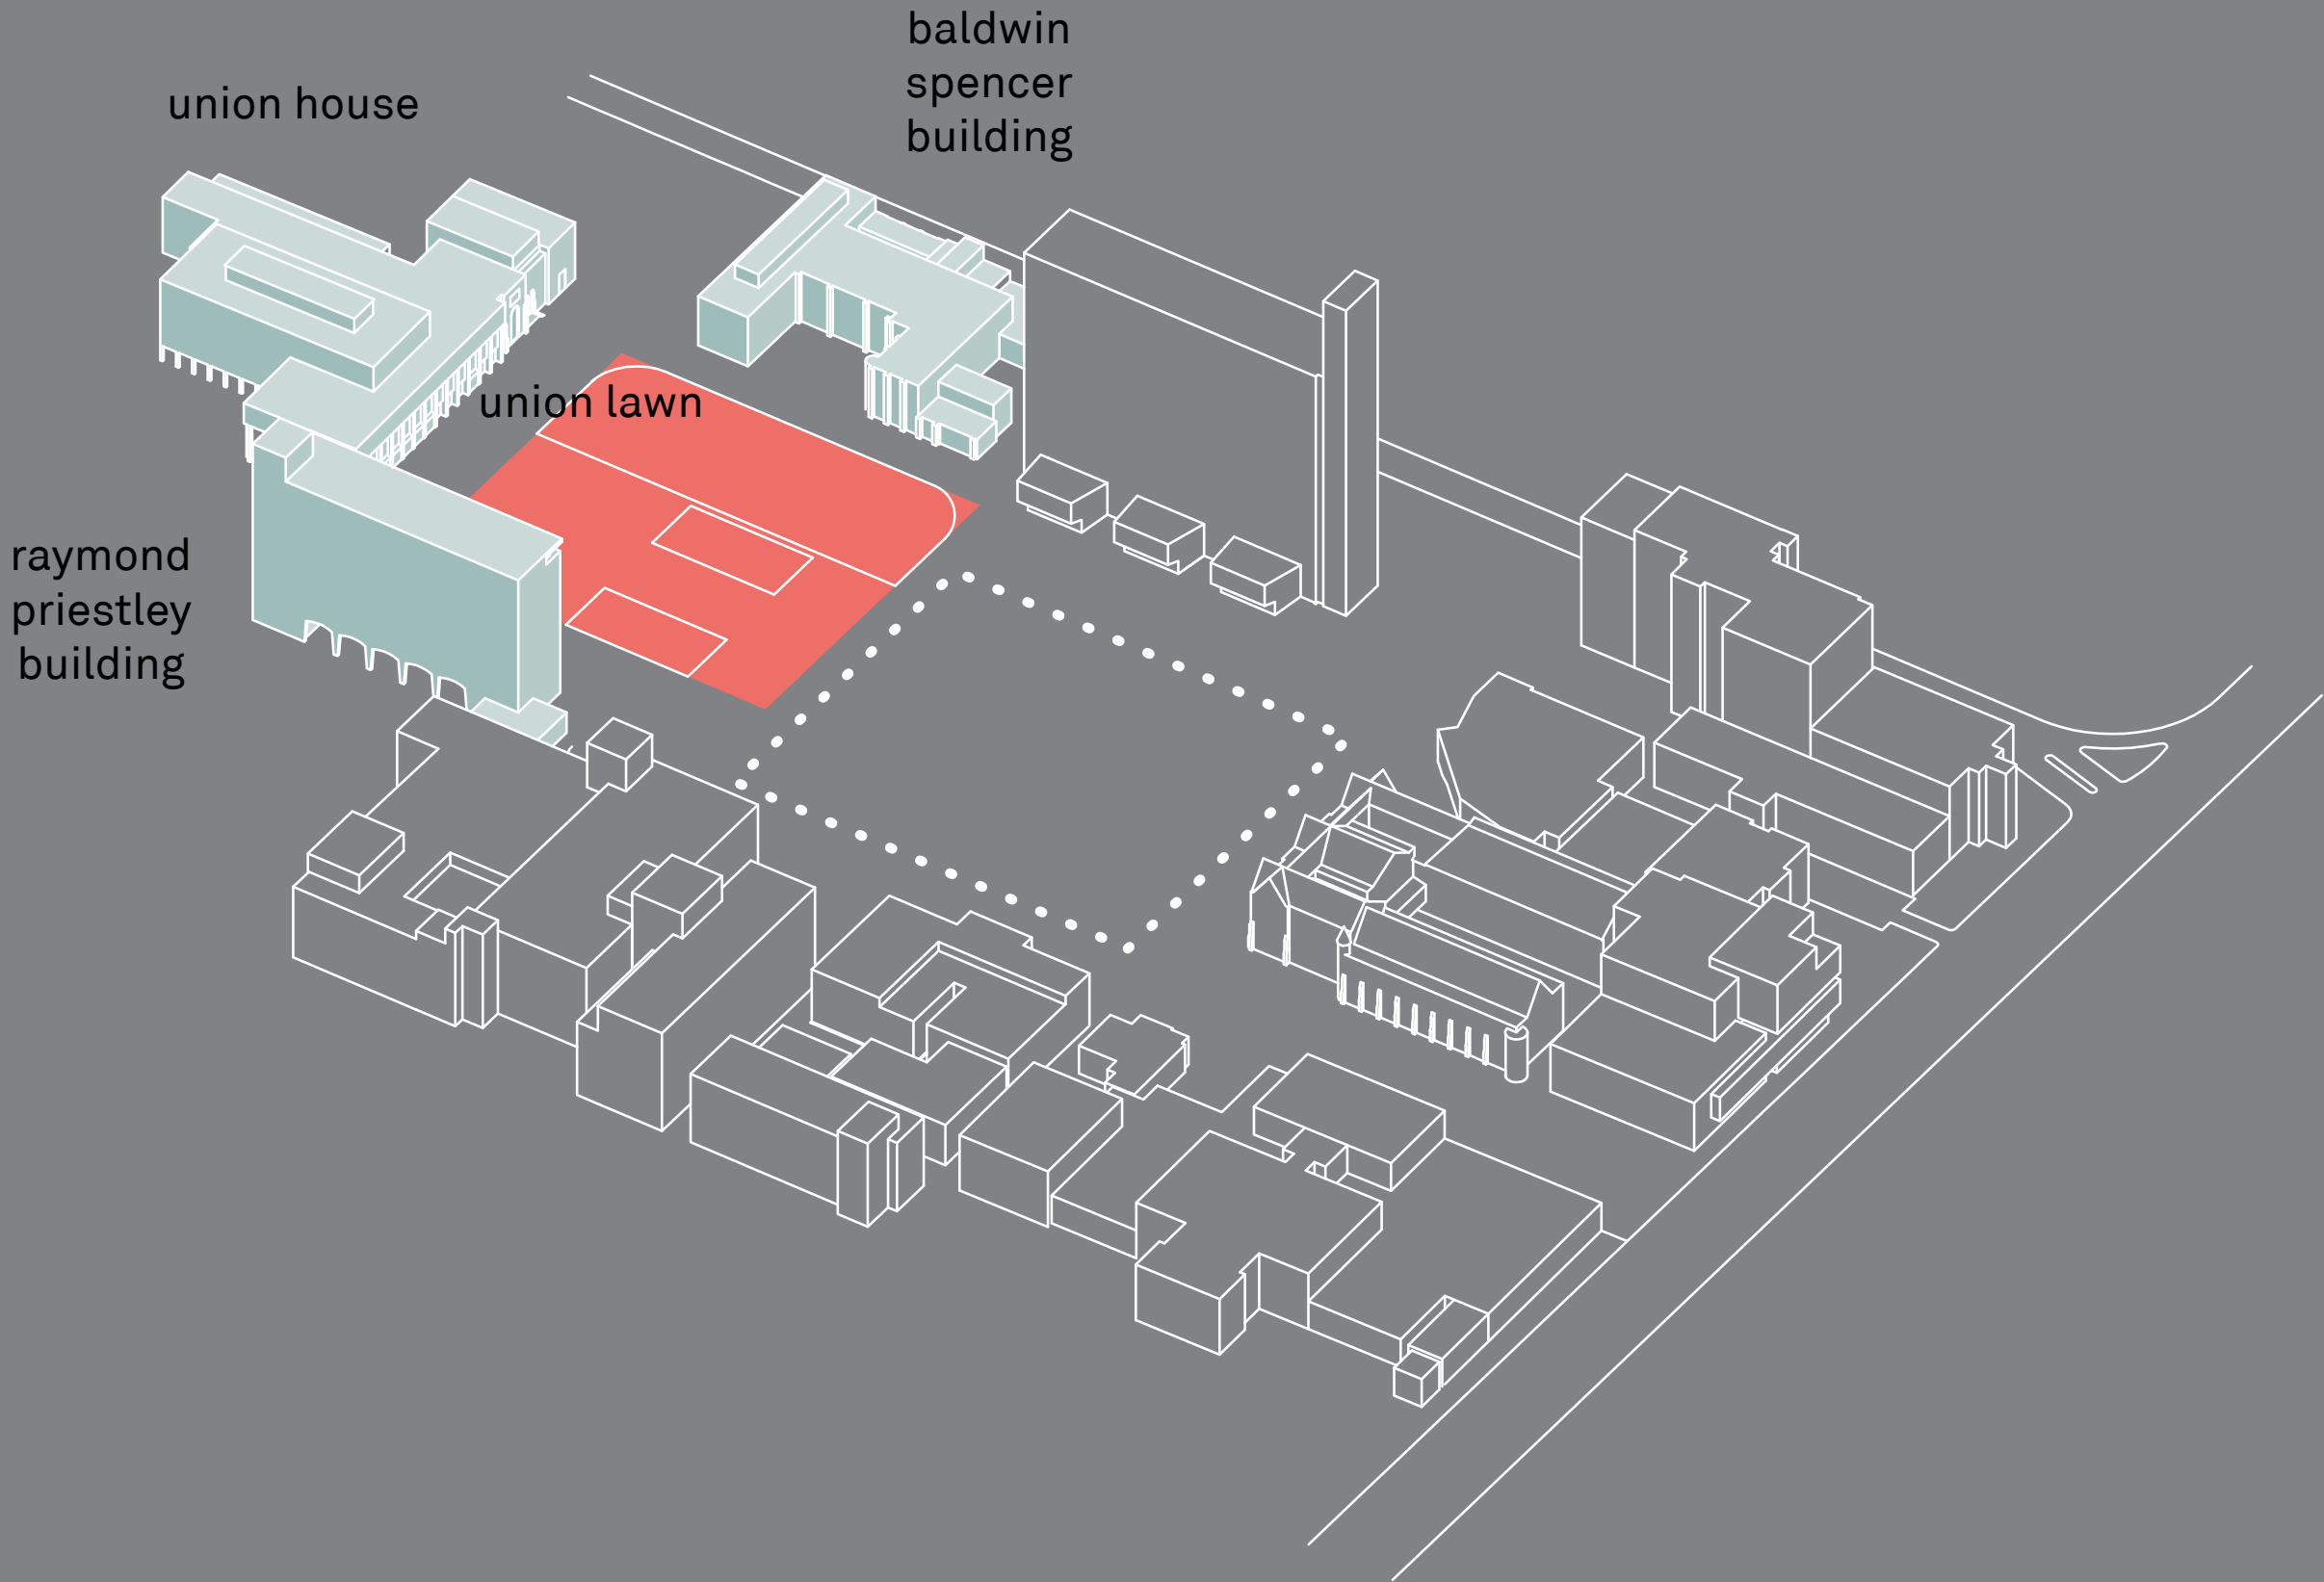 baldwin
spencer
building
union house
union lawn
raymond
priestley
building